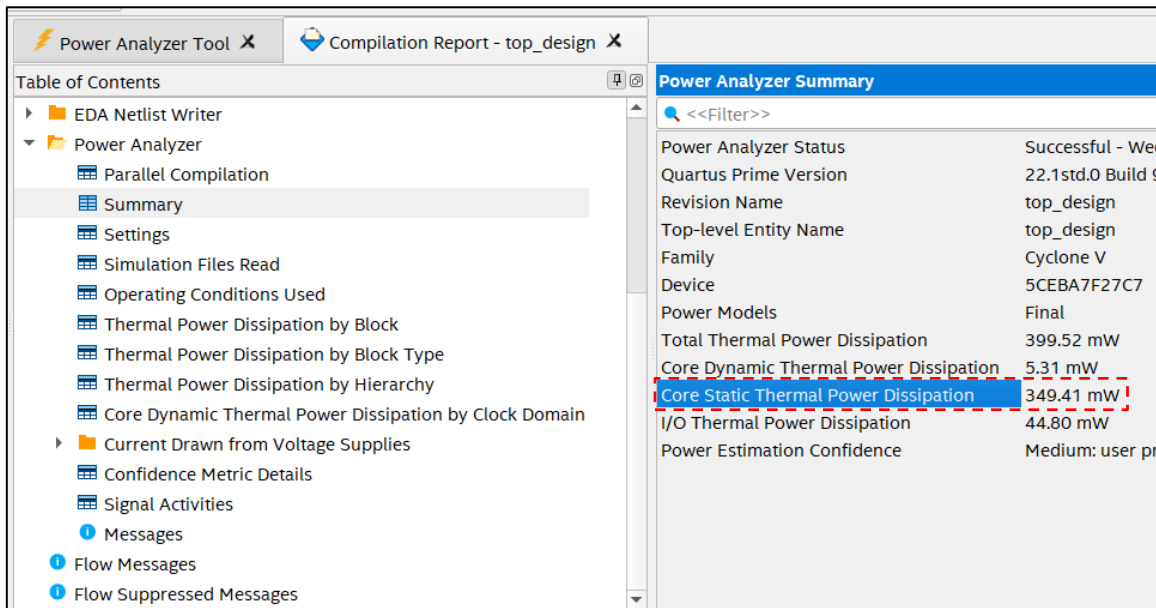 Power Analyzer Tool
Compilation Report - top_design
Table of Contents
EDA Netlist Writer
Power Analyzer
Parallel Compilation
Summary
Settings
Simulation Files Read
Operating Conditions Used
Thermal Power Dissipation by Block
Thermal Power Dissipation by Block Type
Thermal Power Dissipation by Hierarchy
Core Dynamic Thermal Power Dissipation by Clock Domain
Current Drawn from Voltage Supplies
Confidence Metric Details
Signal Activities
Messages
Flow Messages
Flow Suppressed Messages
Power Analyzer Summary
<<Filter>>
Power Analyzer Status Successful - We
Quartus Prime Version 22.1std.0 Build 9
Revision Name top_design
Top-level Entity Name top_design
Family Cyclone V
Device 5CEBA7F27C7
Power Models Final
Total Thermal Power Dissipation 399.52 mW
Core Dynamic Thermal Power Dissipation 5.31 mW
Core Static Thermal Power Dissipation 349.41 mW
I/O Thermal Power Dissipation 44.80 mW
Power Estimation Confidence Medium: user pr